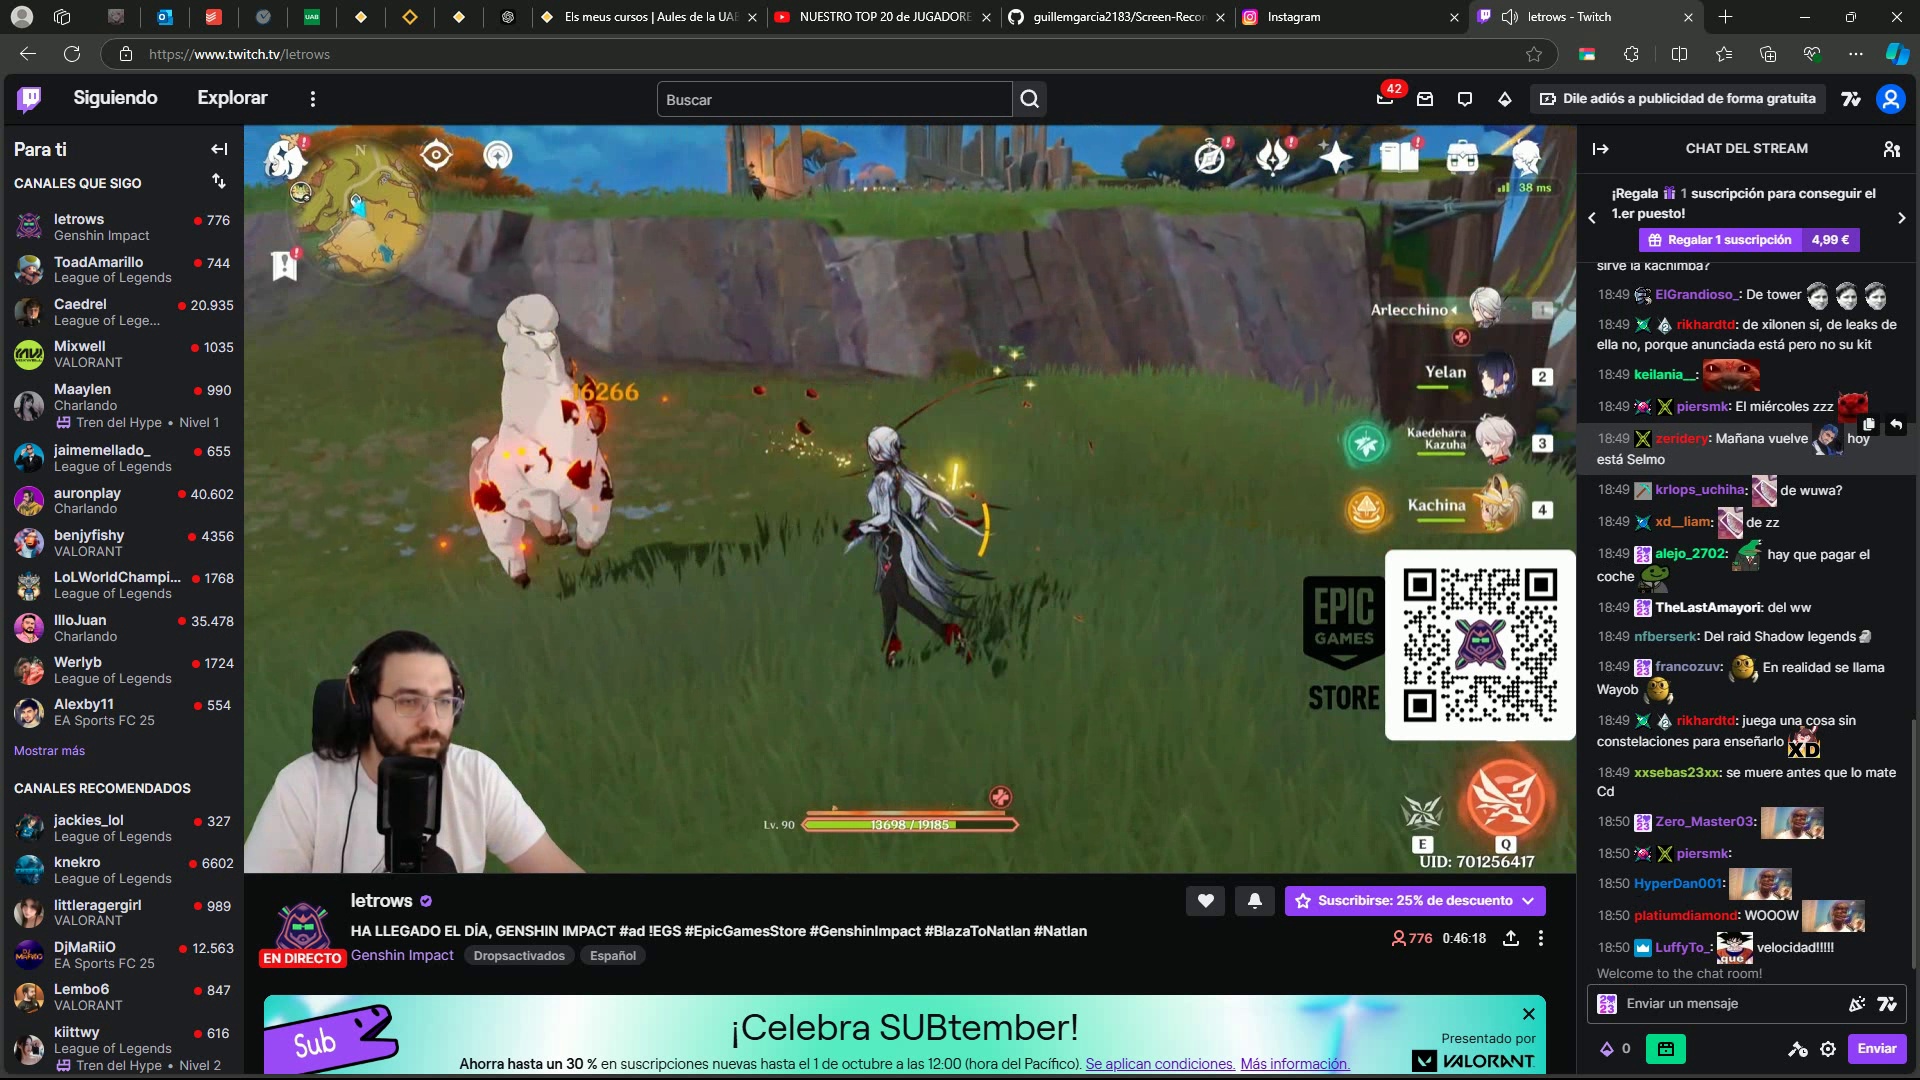 UAB
Els meus cursos | Aules de la UAB
NUESTRO TOP 20 de JUGADORE
guillemgarcia2183/Screen-Recor
Instagram
letrows - Twitch
https://www.twitch.tv/letrows
Siguiendo
Explorar
Buscar
42
Dile adiós a publicidad de forma gratuita
Para ti
CANALES QUE SIGO
letrows
776
Genshin Impact
ToadAmarillo
744
League of Legends
Caedrel
20.935
League of Lege...
Mixwell
1035
VALORANT
Maaylen
990
Charlando
Tren del Hype • Nivel 1
jaimemellado_
655
League of Legends
auronplay
40.602
Charlando
benjyfishy
4356
VALORANT
LoLWorldChampi...
1768
League of Legends
IlloJuan
35.478
Charlando
Werlyb
1724
League of Legends
Alexby11
554
EA Sports FC 25
Mostrar más
CANALES RECOMENDADOS
jackies_lol
327
League of Legends
knekro
6602
League of Legends
littleragergirl
989
VALORANT
DjMaRiiO
12.563
EA Sports FC 25
Lembo6
847
VALORANT
kiittwy
616
League of Legends
Tren del Hype • Nivel 2
N
38 ms
16266
Arlecchino
1
Yelan
2
Kaedehara
Kazuha
3
Kachina
4
EPIC
GAMES
STORE
Lv. 90
13698 / 19185
E
Q
UID: 701256417
letrows
Suscribirse: 25% de descuento
HA LLEGADO EL DÍA, GENSHIN IMPACT #ad !EGS #EpicGamesStore #GenshinImpact #BlazaToNatlan #Natlan
776
0:46:18
EN DIRECTO
Genshin Impact
Dropsactivados
Español
Sub
¡Celebra SUBtember!
Ahorra hasta un 30 % en suscripciones nuevas hasta el 1 de octubre a las 12:00 (hora del Pacífico). Se aplican condiciones. Más información.
Presentado por
VALORANT
CHAT DEL STREAM
¡Regala 1 suscripción para conseguir el
1.er puesto!
Regalar 1 suscripción
4,99 €
sirve la kachimba?
18:49 ElGrandioso_: De tower
18:49 rikhardtd: de xilonen si, de leaks de
ella no, porque anunciada está pero no su kit
18:49 keilania__:
18:49 piersmk: El miércoles zzz
18:49 zeridery: Mañana vuelve hoy
está Selmo
18:49 krlops_uchiha: de wuwa?
18:49 xd__liam: de zz
18:49 alejo_2702: hay que pagar el
coche
18:49 TheLastAmayori: del ww
18:49 nfberserk: Del raid Shadow legends
18:49 francozuv: En realidad se llama
Wayob
18:49 rikhardtd: juega una cosa sin
constelaciones para enseñarlo XD
18:49 xxsebas23xx: se muere antes que lo mate
Cd
18:50 Zero_Master03:
18:50 piersmk:
18:50 HyperDan001:
18:50 platiumdiamond: WOOOW
18:50 LuffyTo_: que velocidad!!!!!
Welcome to the chat room!
Enviar un mensaje
0
Enviar